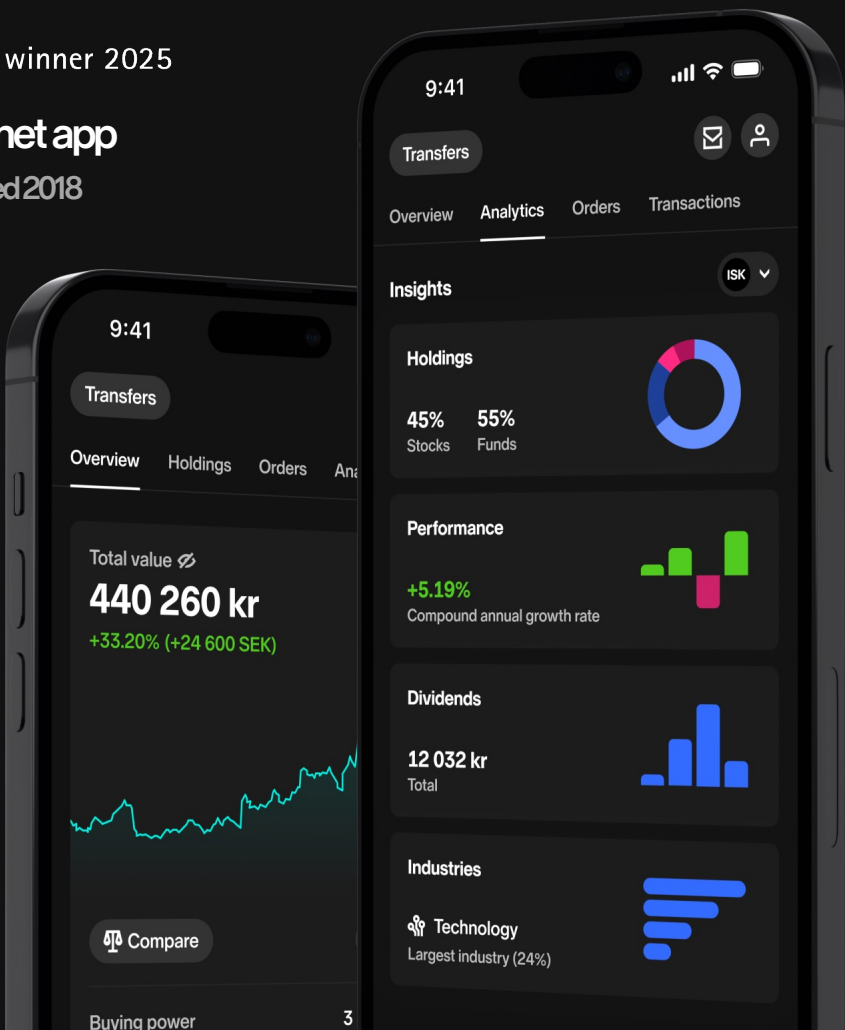 winner 2025
net app
ed 2018
9:41
Transfers
Overview Holdings Orders Ana
Total value
440 260 kr
+33.20% (+24 600 SEK)
Compare
Buying power 3
9:41
Transfers
Overview Analytics Orders Transactions
Insights
ISK
Holdings
45% 55%
Stocks Funds
Performance
+5.19%
Compound annual growth rate
Dividends
12 032 kr
Total
Industries
Technology
Largest industry (24%)